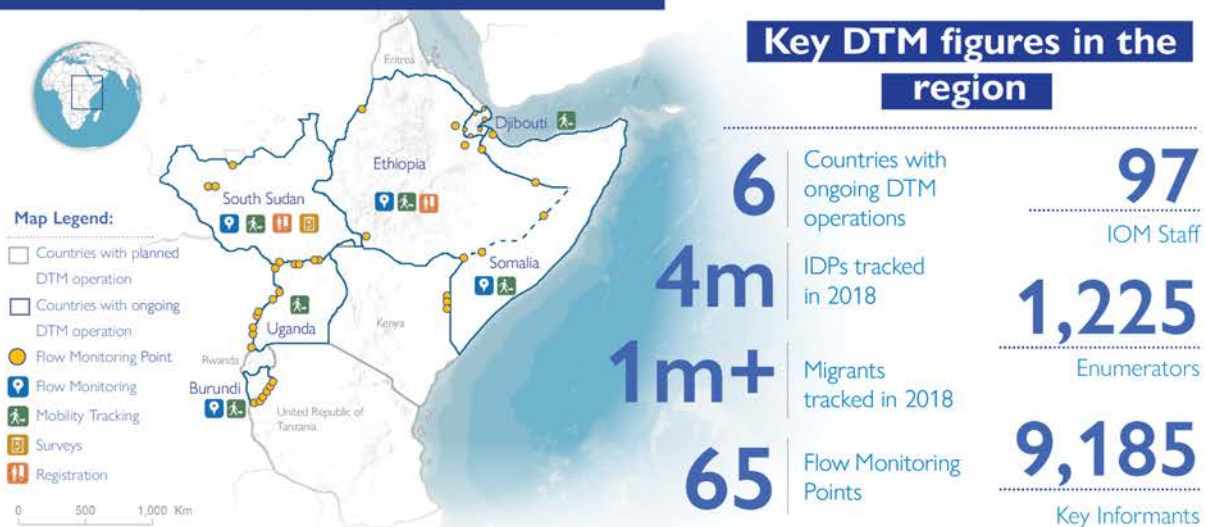 Key DTM figures in the
region
Eritrea
Djibouti
Ethiopia
South Sudan
Somalia
Uganda
Kenya
Rwanda
Burundi
United Republic of
Tanzania
Map Legend:
Countries with planned
DTM operation
Countries with ongoing
DTM operation
Flow Monitoring Point
Flow Monitoring
Mobility Tracking
Surveys
Registration
0 500 1,000 Km
6
Countries with
ongoing DTM
operations
4m
IDPs tracked
in 2018
1m+
Migrants
tracked in 2018
65
Flow Monitoring
Points
97
IOM Staff
1,225
Enumerators
9,185
Key Informants